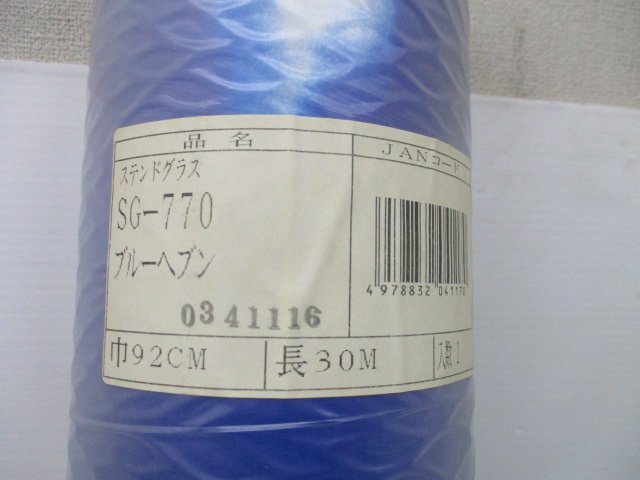 品名
JANコード
ステンドグラス
SG-770
ブルーヘブン
4 978832 041170
0341116
巾92CM
長30M
入数 1